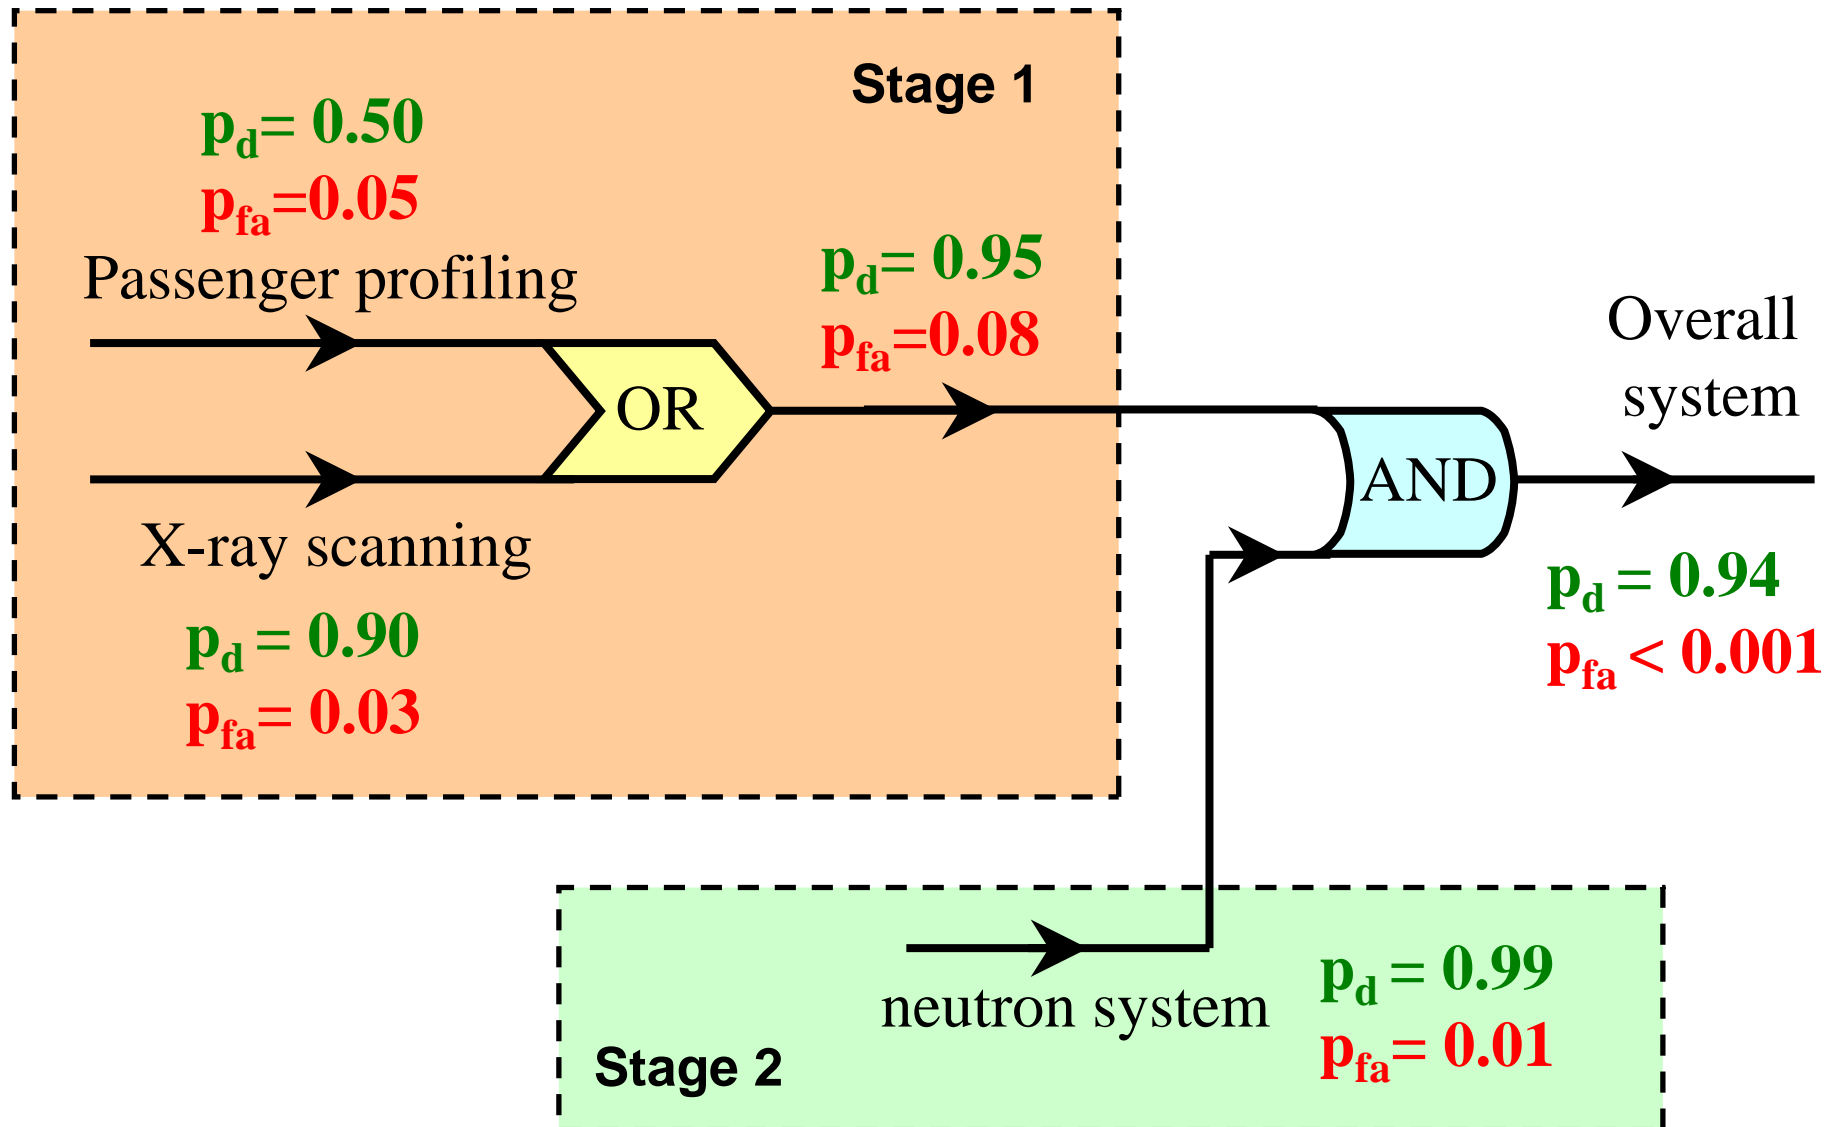 Stage 1
pd= 0.50
pfa=0.05
Passenger profiling
pd= 0.95
pfa=0.08
Overall
system
OR
AND
X-ray scanning
pd = 0.90
pfa= 0.03
pd = 0.94
pfa < 0.001
neutron system
pd = 0.99
pfa= 0.01
Stage 2